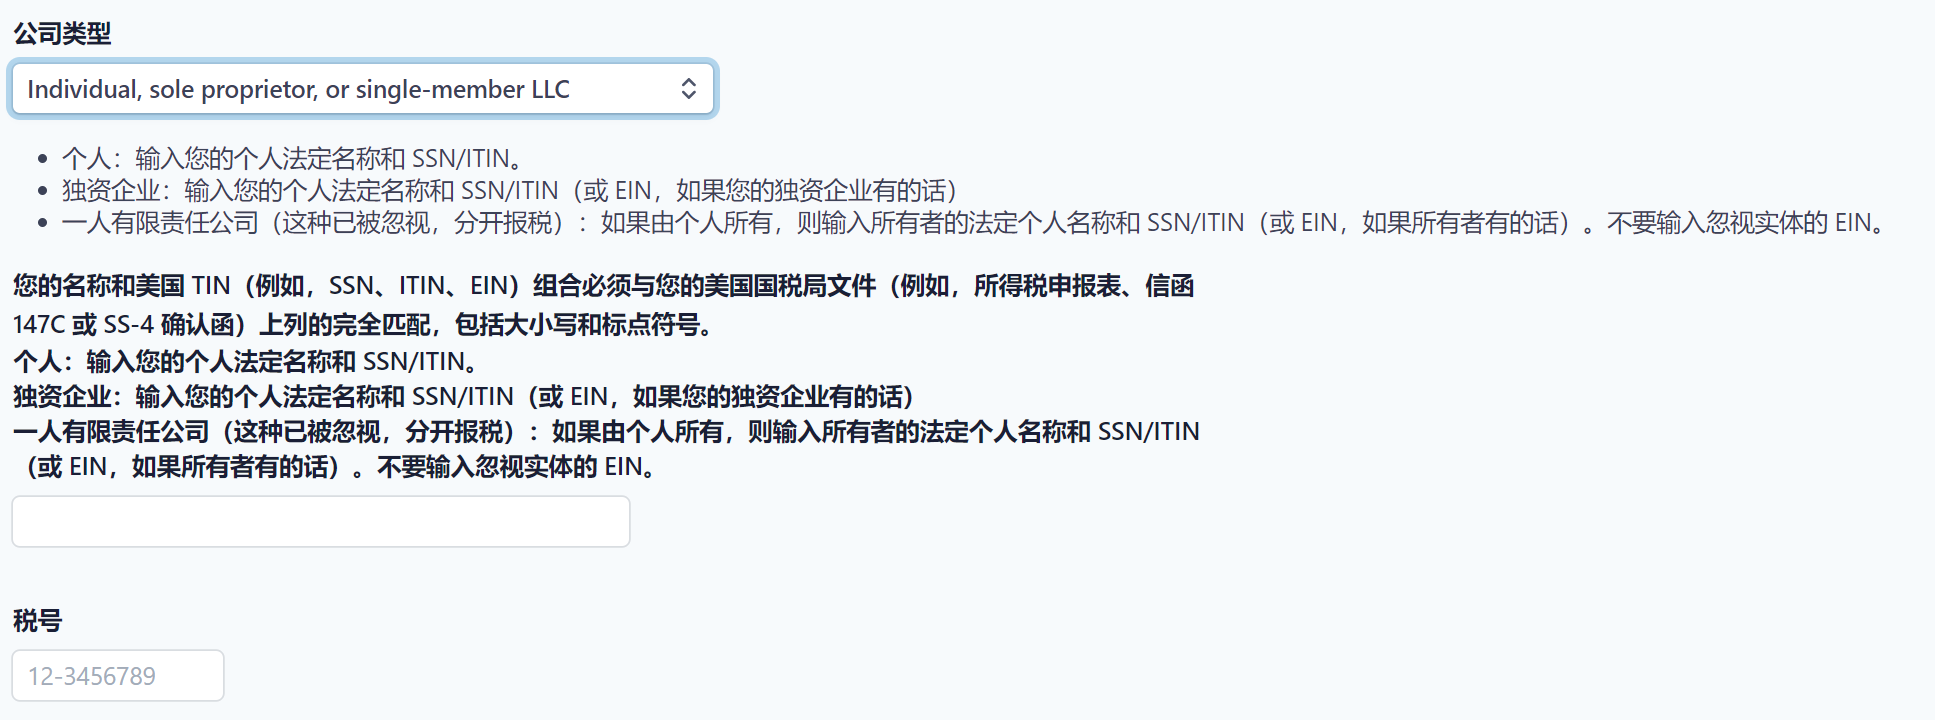 公司类型
Individual, sole proprietor, or single-member LLC
个人：输入您的个人法定名称和 SSN/ITIN。
独资企业：输入您的个人法定名称和 SSN/ITIN（或 EIN，如果您的独资企业有的话）
一人有限责任公司（这种已被忽视，分开报税）：如果由个人所有，则输入所有者的法定个人名称和 SSN/ITIN（或 EIN，如果所有者有的话）。不要输入忽视实体的 EIN。
您的名称和美国 TIN（例如，SSN、ITIN、EIN）组合必须与您的美国国税局文件（例如，所得税申报表、信函
147C 或 SS-4 确认函）上列的完全匹配，包括大小写和标点符号。
个人：输入您的个人法定名称和 SSN/ITIN。
独资企业：输入您的个人法定名称和 SSN/ITIN（或 EIN，如果您的独资企业有的话）
一人有限责任公司（这种已被忽视，分开报税）：如果由个人所有，则输入所有者的法定个人名称和 SSN/ITIN
（或 EIN，如果所有者有的话）。不要输入忽视实体的 EIN。
税号
12-3456789